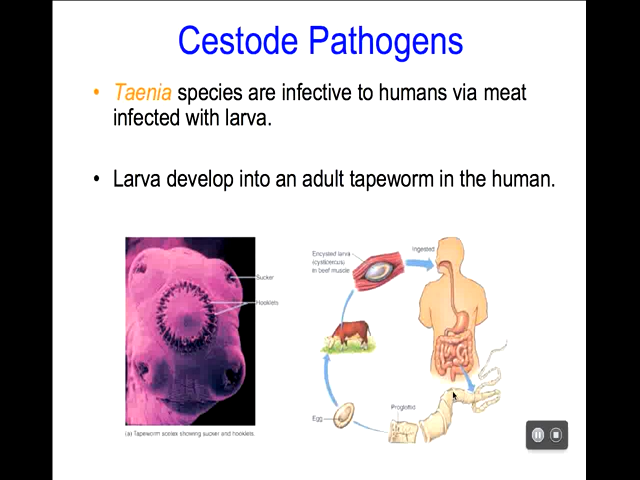 Cestode Pathogens
• Taenia species are infective to humans via meat
infected with larva.
• Larva develop into an adult tapeworm in the human.
Sucker
Hooklets
(a) Tapeworm scolex showing sucker and hooklets.
Encysted larva
(cysticercus)
in beef muscle
Ingested
Egg
Proglottid